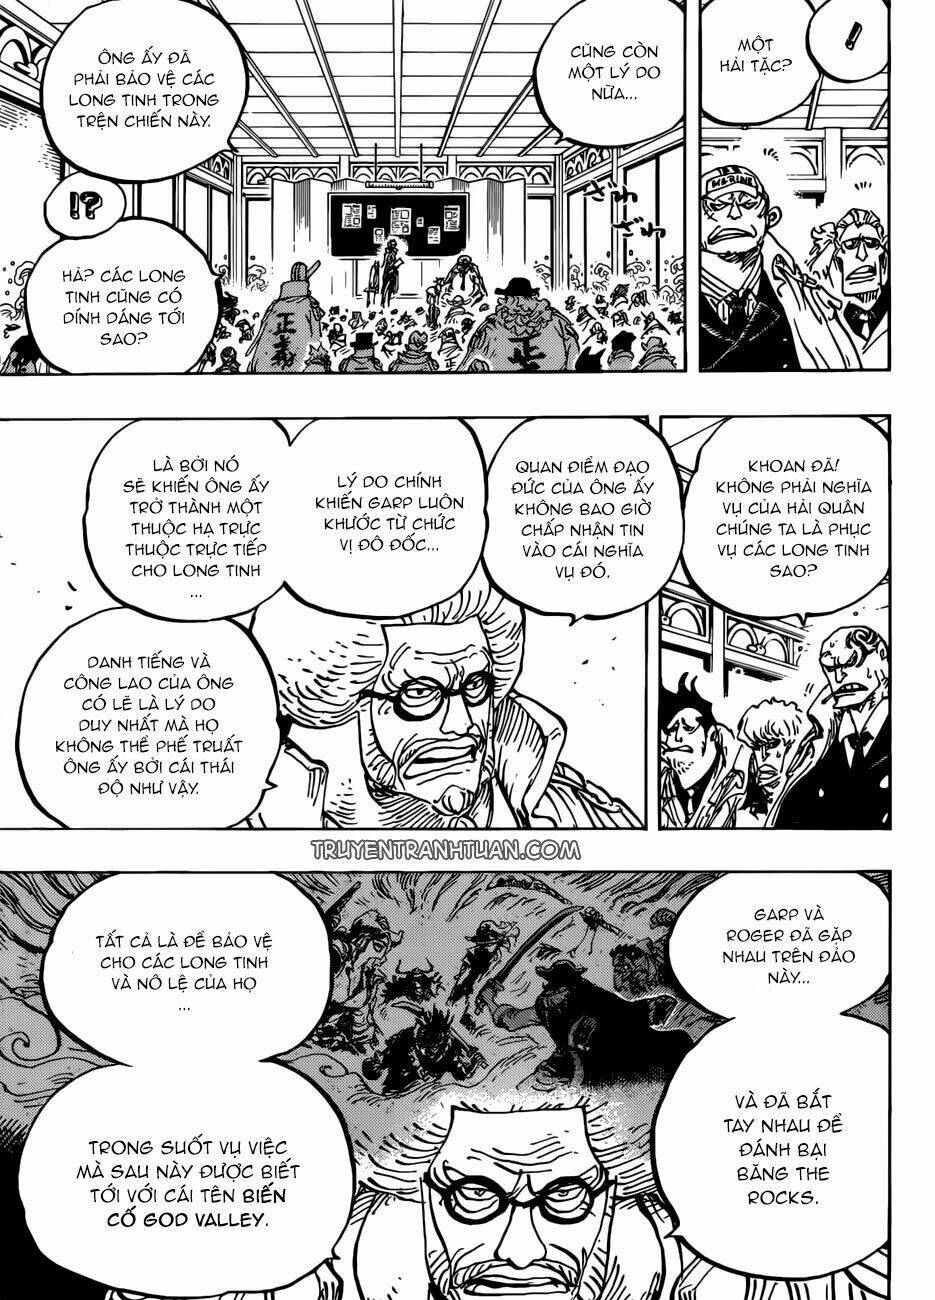 !
MỘT
HẢI TẶC?
CŨNG CÒN
MỘT LÝ DO
NỮA...
ÔNG ẤY ĐÃ
PHẢI BẢO VỆ CÁC
LONG TINH TRONG
TRỆN CHIẾN NÀY.
!?
HẢ? CÁC LONG
TINH CŨNG CÓ
DÍNH DÁNG TỚI
SAO?
ざわ
ざわ
MARINE
正義
正
KHOAN ĐÃ!
KHÔNG PHẢI NGHĨA
VỤ CỦA HẢI QUÂN
CHÚNG TA LÀ PHỤC
VỤ CÁC LONG TINH
SAO?
QUAN ĐIỂM ĐẠO
ĐỨC CỦA ÔNG ẤY
KHÔNG BAO GIỜ
CHẤP NHẬN TIN
VÀO CÁI NGHĨA
VỤ ĐÓ.
LÝ DO CHÍNH
KHIẾN GARP LUÔN
KHƯỚC TỪ CHỨC
VỊ ĐÔ ĐỐC...
LÀ BỞI NÓ
SẼ KHIẾN ÔNG ẤY
TRỞ THÀNH MỘT
THUỘC HẠ TRỰC
THUỘC TRỰC TIẾP
CHO LONG TINH
...
DANH TIẾNG VÀ
CÔNG LAO CỦA ÔNG
CÓ LẼ LÀ LÝ DO
DUY NHẤT MÀ HỌ
KHÔNG THỂ PHẾ TRUẤT
ÔNG ẤY BỞI CÁI THÁI
ĐỘ NHƯ VẬY.
TRUYENTRANHTUAN.COM
GARP VÀ
ROGER ĐÃ GẶP
NHAU TRÊN ĐẢO
NÀY...
VÀ ĐÃ BẮT
TAY NHAU ĐỂ
ĐÁNH BẠI
BĂNG THE
ROCKS.
TẤT CẢ LÀ ĐỂ BẢO VỆ
CHO CÁC LONG TINH
VÀ NÔ LỆ CỦA HỌ
...
TRONG SUỐT VỤ VIỆC
MÀ SAU NÀY ĐƯỢC BIẾT
TỚI VỚI CÁI TÊN BIẾN
CỐ GOD VALLEY.